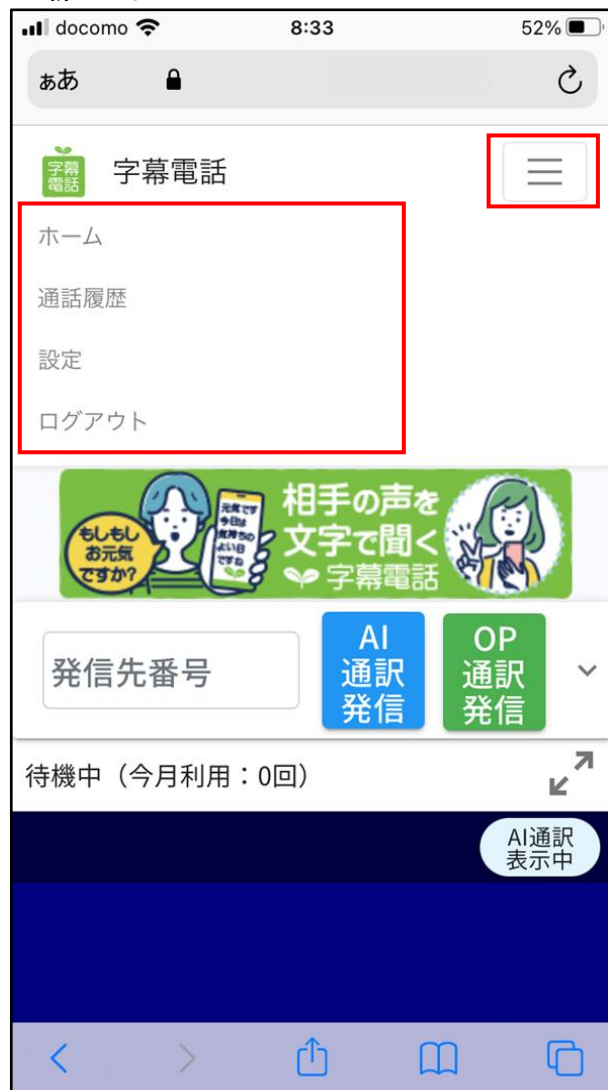 docomo 8:33 52%
ぁあ
字幕
電話
字幕電話
ホーム
通話履歴
設定
ログアウト
もしもし
お元気
ですか?
元気です
今日は
気持ちの
よい日
ですね
相手の声を
文字で聞く
字幕電話
発信先番号
AI
通訳
発信
OP
通訳
発信
待機中（今月利用：0回）
AI通訳
表示中